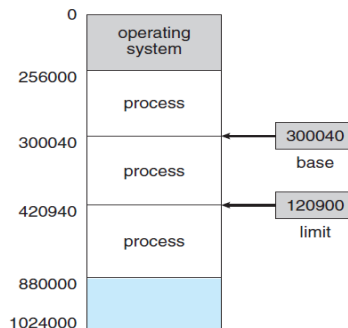 0
operating
system
256000
process
300040
300040
base
process
420940
120900
limit
process
880000
1024000